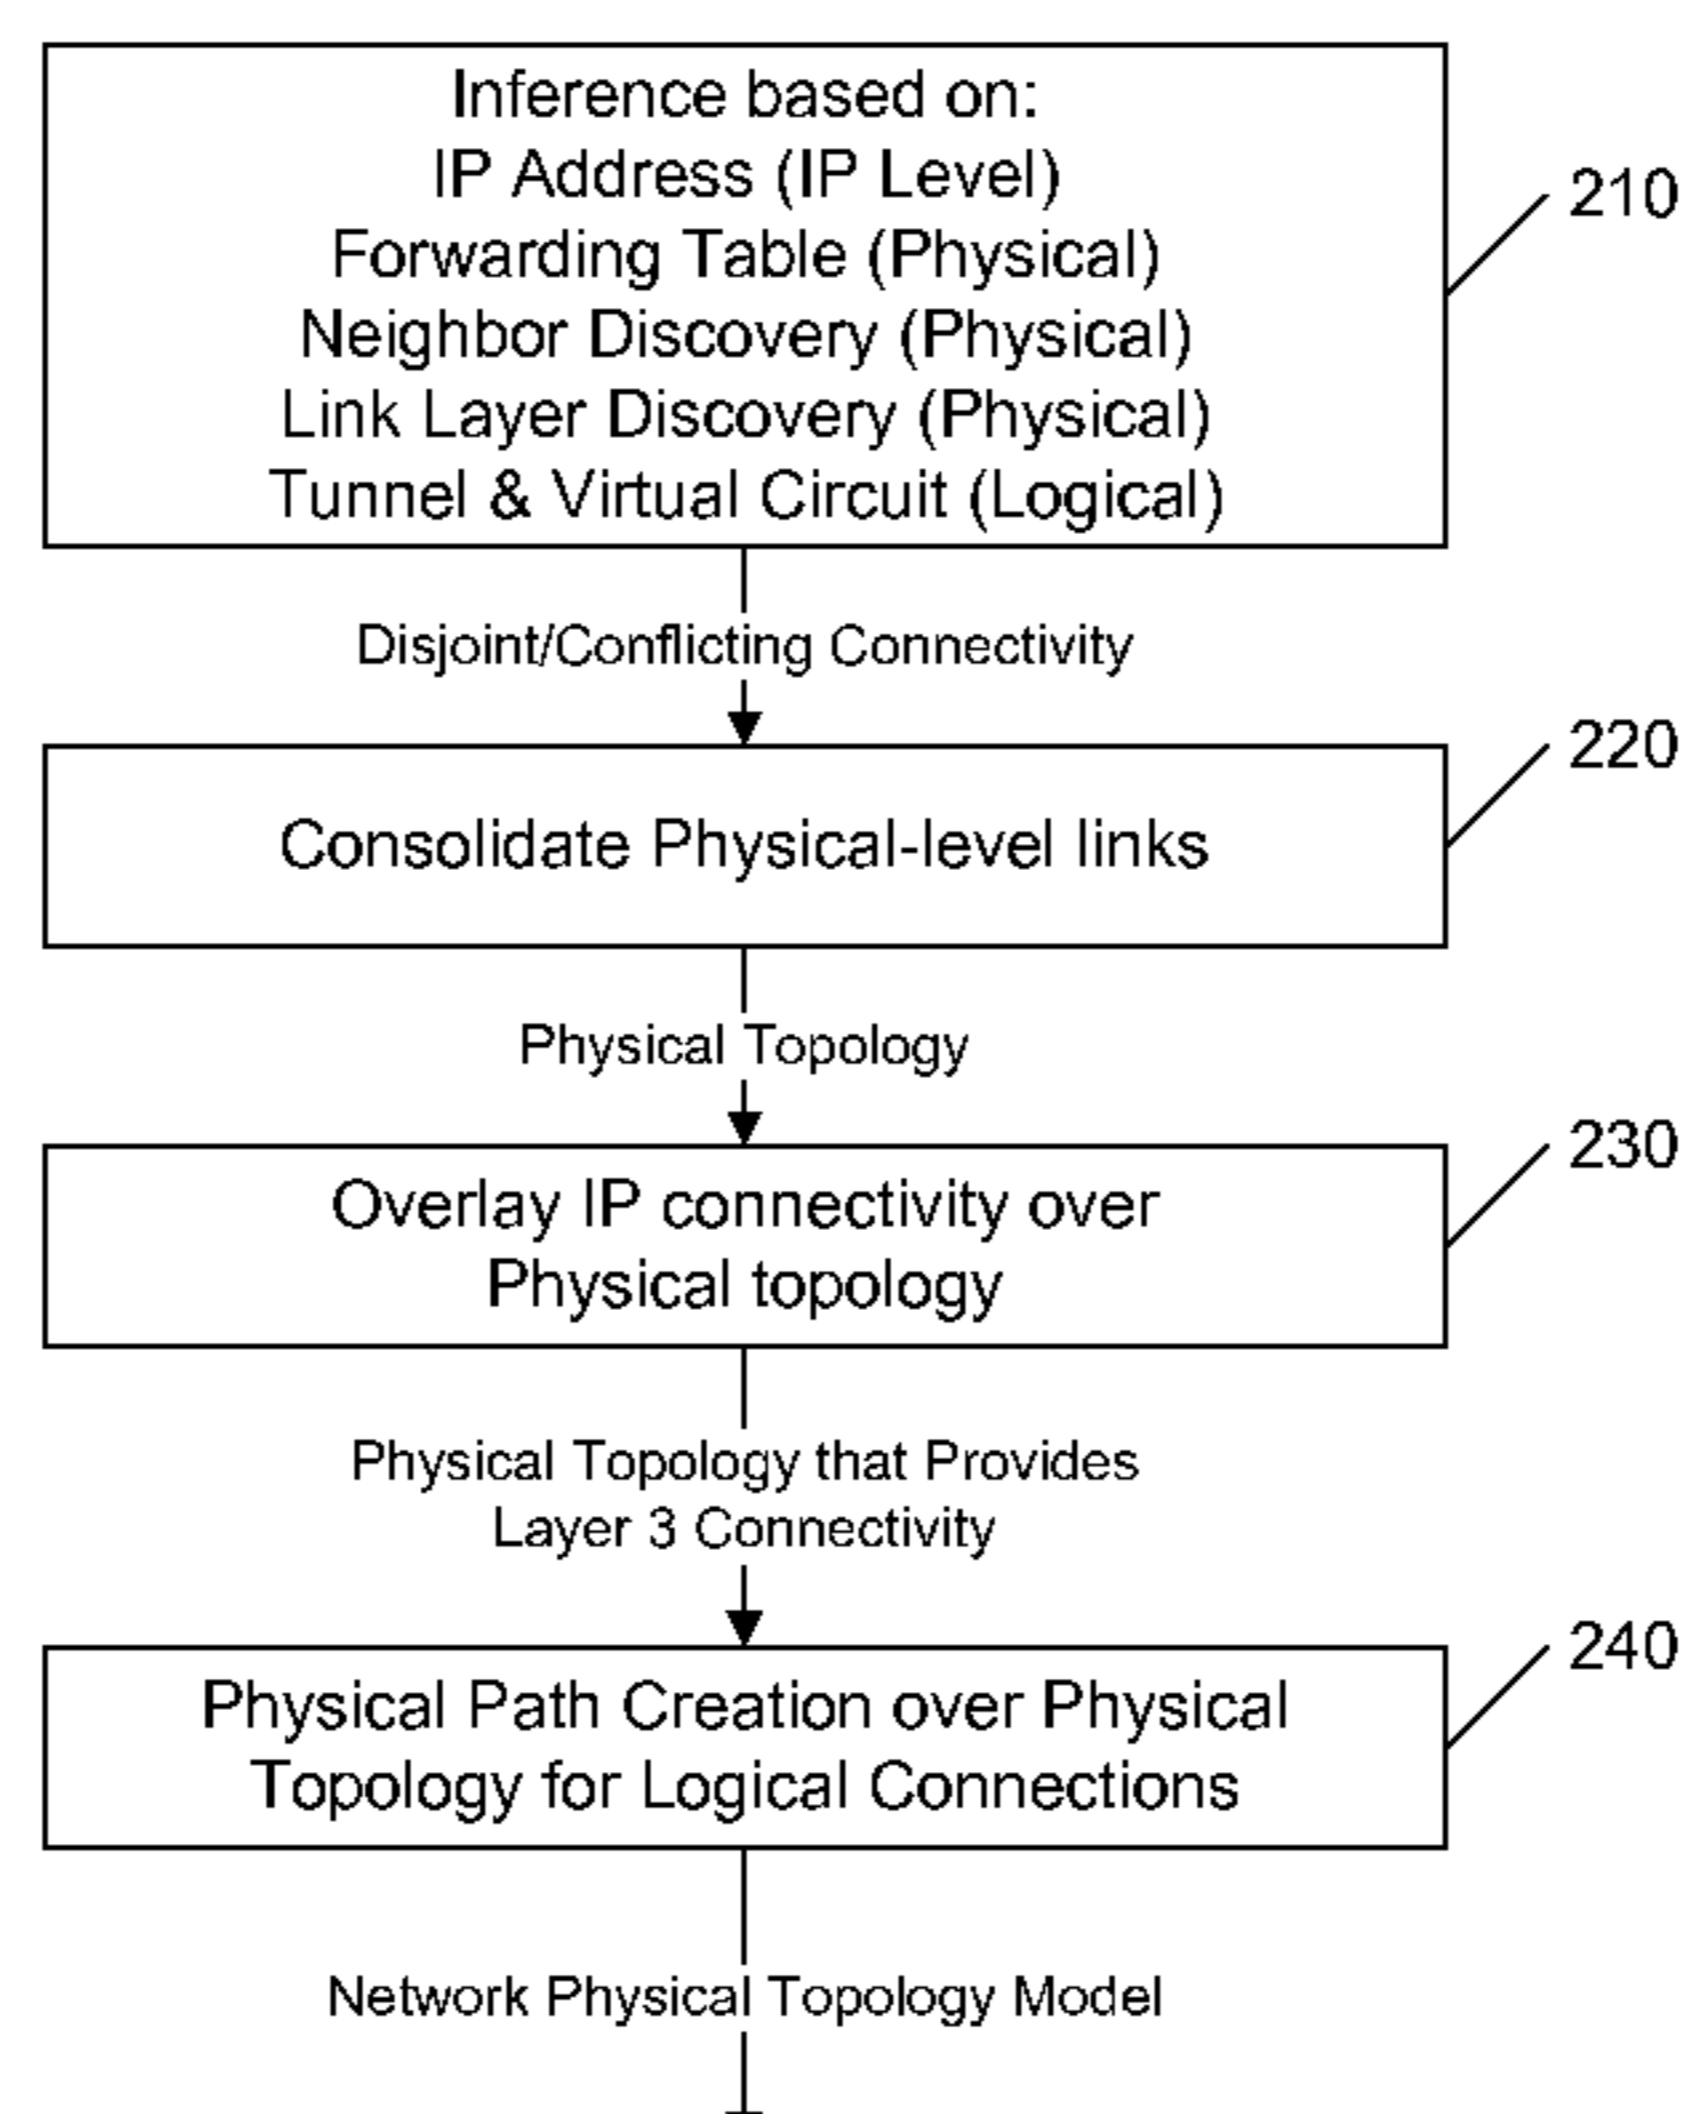 Inference based on:
IP Address (IP Level)
Forwarding Table (Physical)
Neighbor Discovery (Physical)
Link Layer Discovery (Physical)
Tunnel & Virtual Circuit (Logical)
210
Disjoint/Conflicting Connectivity
220
Consolidate Physical-level links
Physical Topology
230
Overlay IP connectivity over
Physical topology
Physical Topology that Provides
Layer 3 Connectivity
240
Physical Path Creation over Physical
Topology for Logical Connections
Network Physical Topology Model